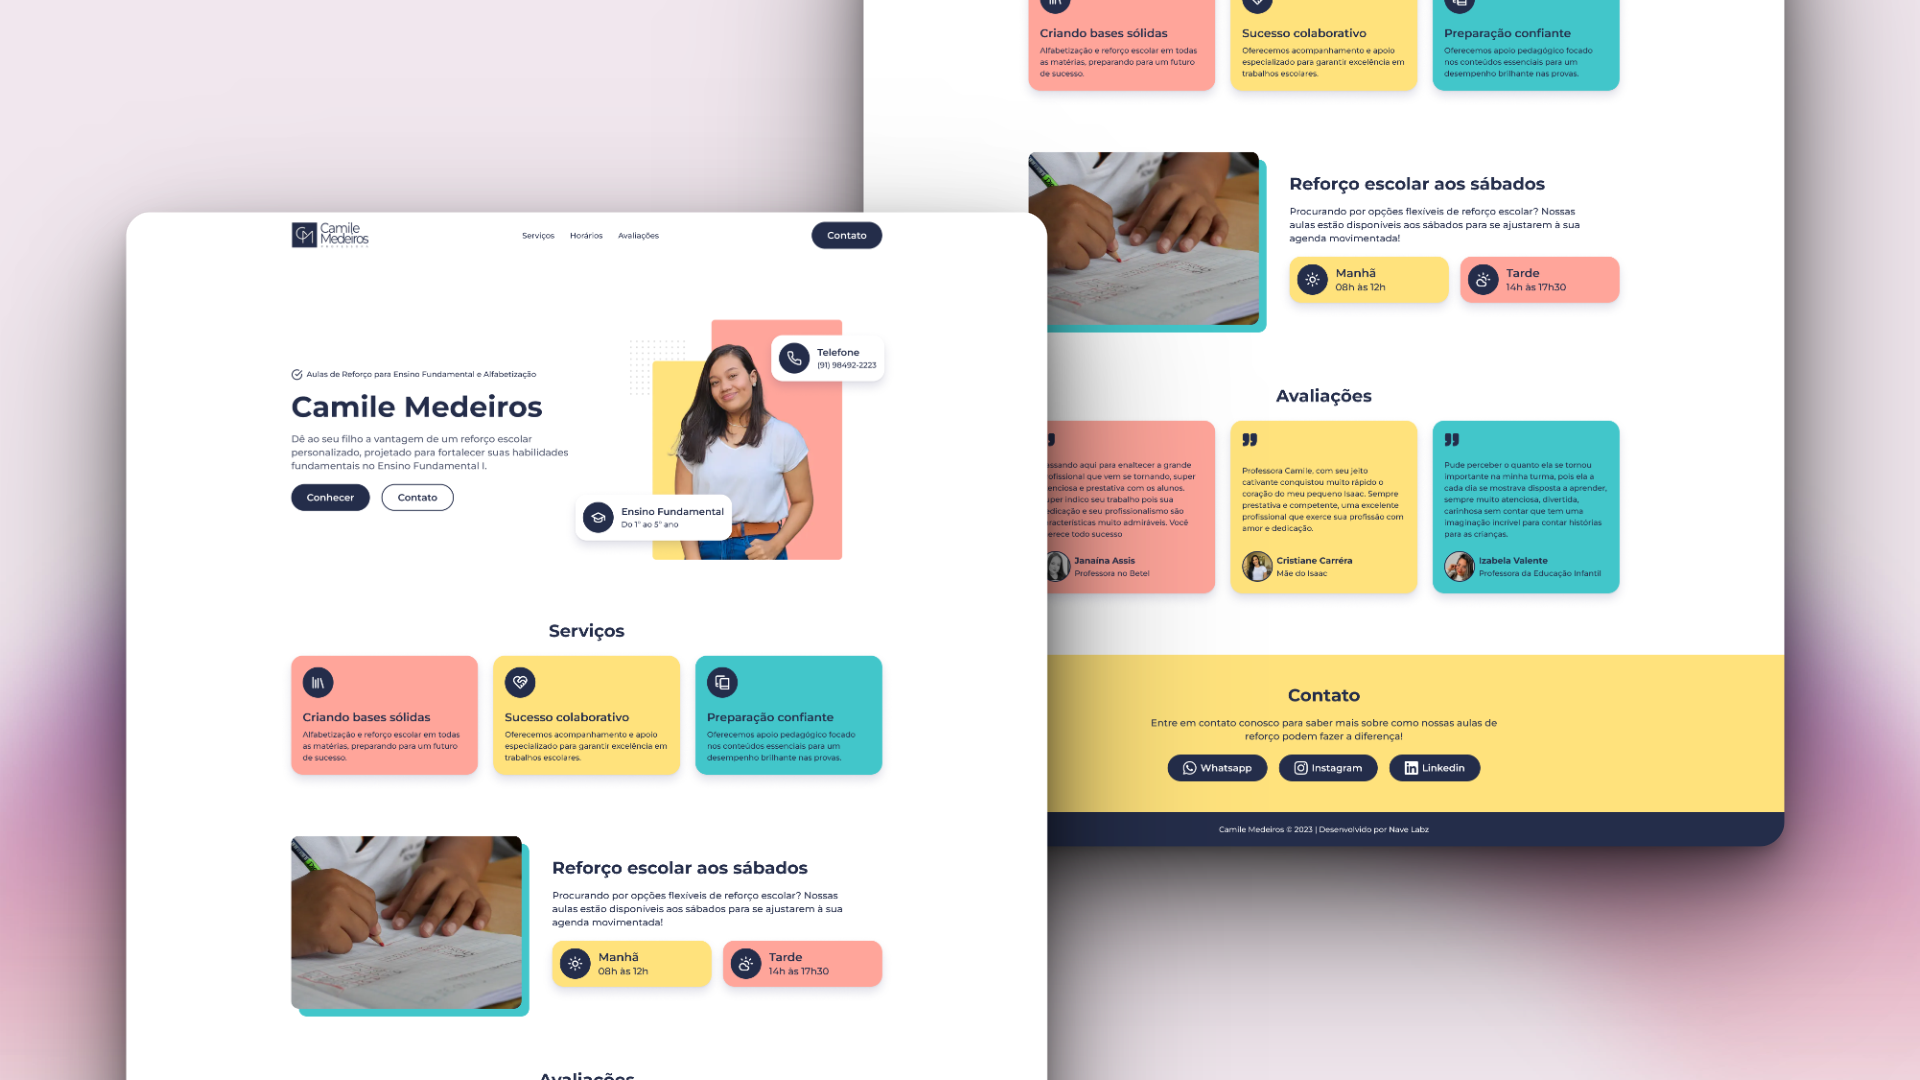 Camile
Medeiros
Serviços
Horários
Avaliações
Contato
Aulas de Reforço para Ensino Fundamental e Alfabetização
Camile Medeiros
Dê ao seu filho a vantagem de um reforço escolar
personalizado, projetado para fortalecer suas habilidades
fundamentais no Ensino Fundamental I.
Conhecer
Contato
Telefone
(91) 98492-2223
Ensino Fundamental
Do 1° ao 5° ano
Serviços
Criando bases sólidas
Alfabetização e reforço escolar em todas
as matérias, preparando para um futuro
de sucesso.
Sucesso colaborativo
Oferecemos acompanhamento e apoio
especializado para garantir excelência em
trabalhos escolares.
Preparação confiante
Oferecemos apoio pedagógico focado
nos conteúdos essenciais para um
desempenho brilhante nas provas.
Reforço escolar aos sábados
Procurando por opções flexíveis de reforço escolar? Nossas
aulas estão disponíveis aos sábados para se ajustarem à sua
agenda movimentada!
Manhã
08h às 12h
Tarde
14h às 17h30
Avaliações
Criando bases sólidas
Alfabetização e reforço escolar em todas
as matérias, preparando para um futuro
de sucesso.
Sucesso colaborativo
Oferecemos acompanhamento e apoio
especializado para garantir excelência em
trabalhos escolares.
Preparação confiante
Oferecemos apoio pedagógico focado
nos conteúdos essenciais para um
desempenho brilhante nas provas.
Reforço escolar aos sábados
Procurando por opções flexíveis de reforço escolar? Nossas
aulas estão disponíveis aos sábados para se ajustarem à sua
agenda movimentada!
Manhã
08h às 12h
Tarde
14h às 17h30
Avaliações
aqui para enaltecer a grande
que vem se tornando, super
e prestativa com os alunos.
indico seu trabalho pois sua
e seu profissionalismo são
muito admiráveis. Você
todo sucesso
Janaína Assis
Professora no Betel
Professora Camile, com seu jeito
cativante conquistou muito rápido o
coração do meu pequeno Isaac. Sempre
prestativa e competente, uma excelente
profissional que exerce sua profissão com
amor e dedicação.
Cristiane Carréra
Mãe do Isaac
Pude perceber o quanto ela se tornou
importante na minha turma, pois ela a
cada dia se mostrava disposta a aprender,
sempre muito atenciosa, divertida,
carinhosa sem contar que tem uma
imaginação incrível para contar histórias
para as crianças.
Izabela Valente
Professora da Educação Infantil
Contato
Entre em contato conosco para saber mais sobre como nossas aulas de
reforço podem fazer a diferença!
Whatsapp
Instagram
Linkedin
Camile Medeiros © 2023 | Desenvolvido por Nave Labz